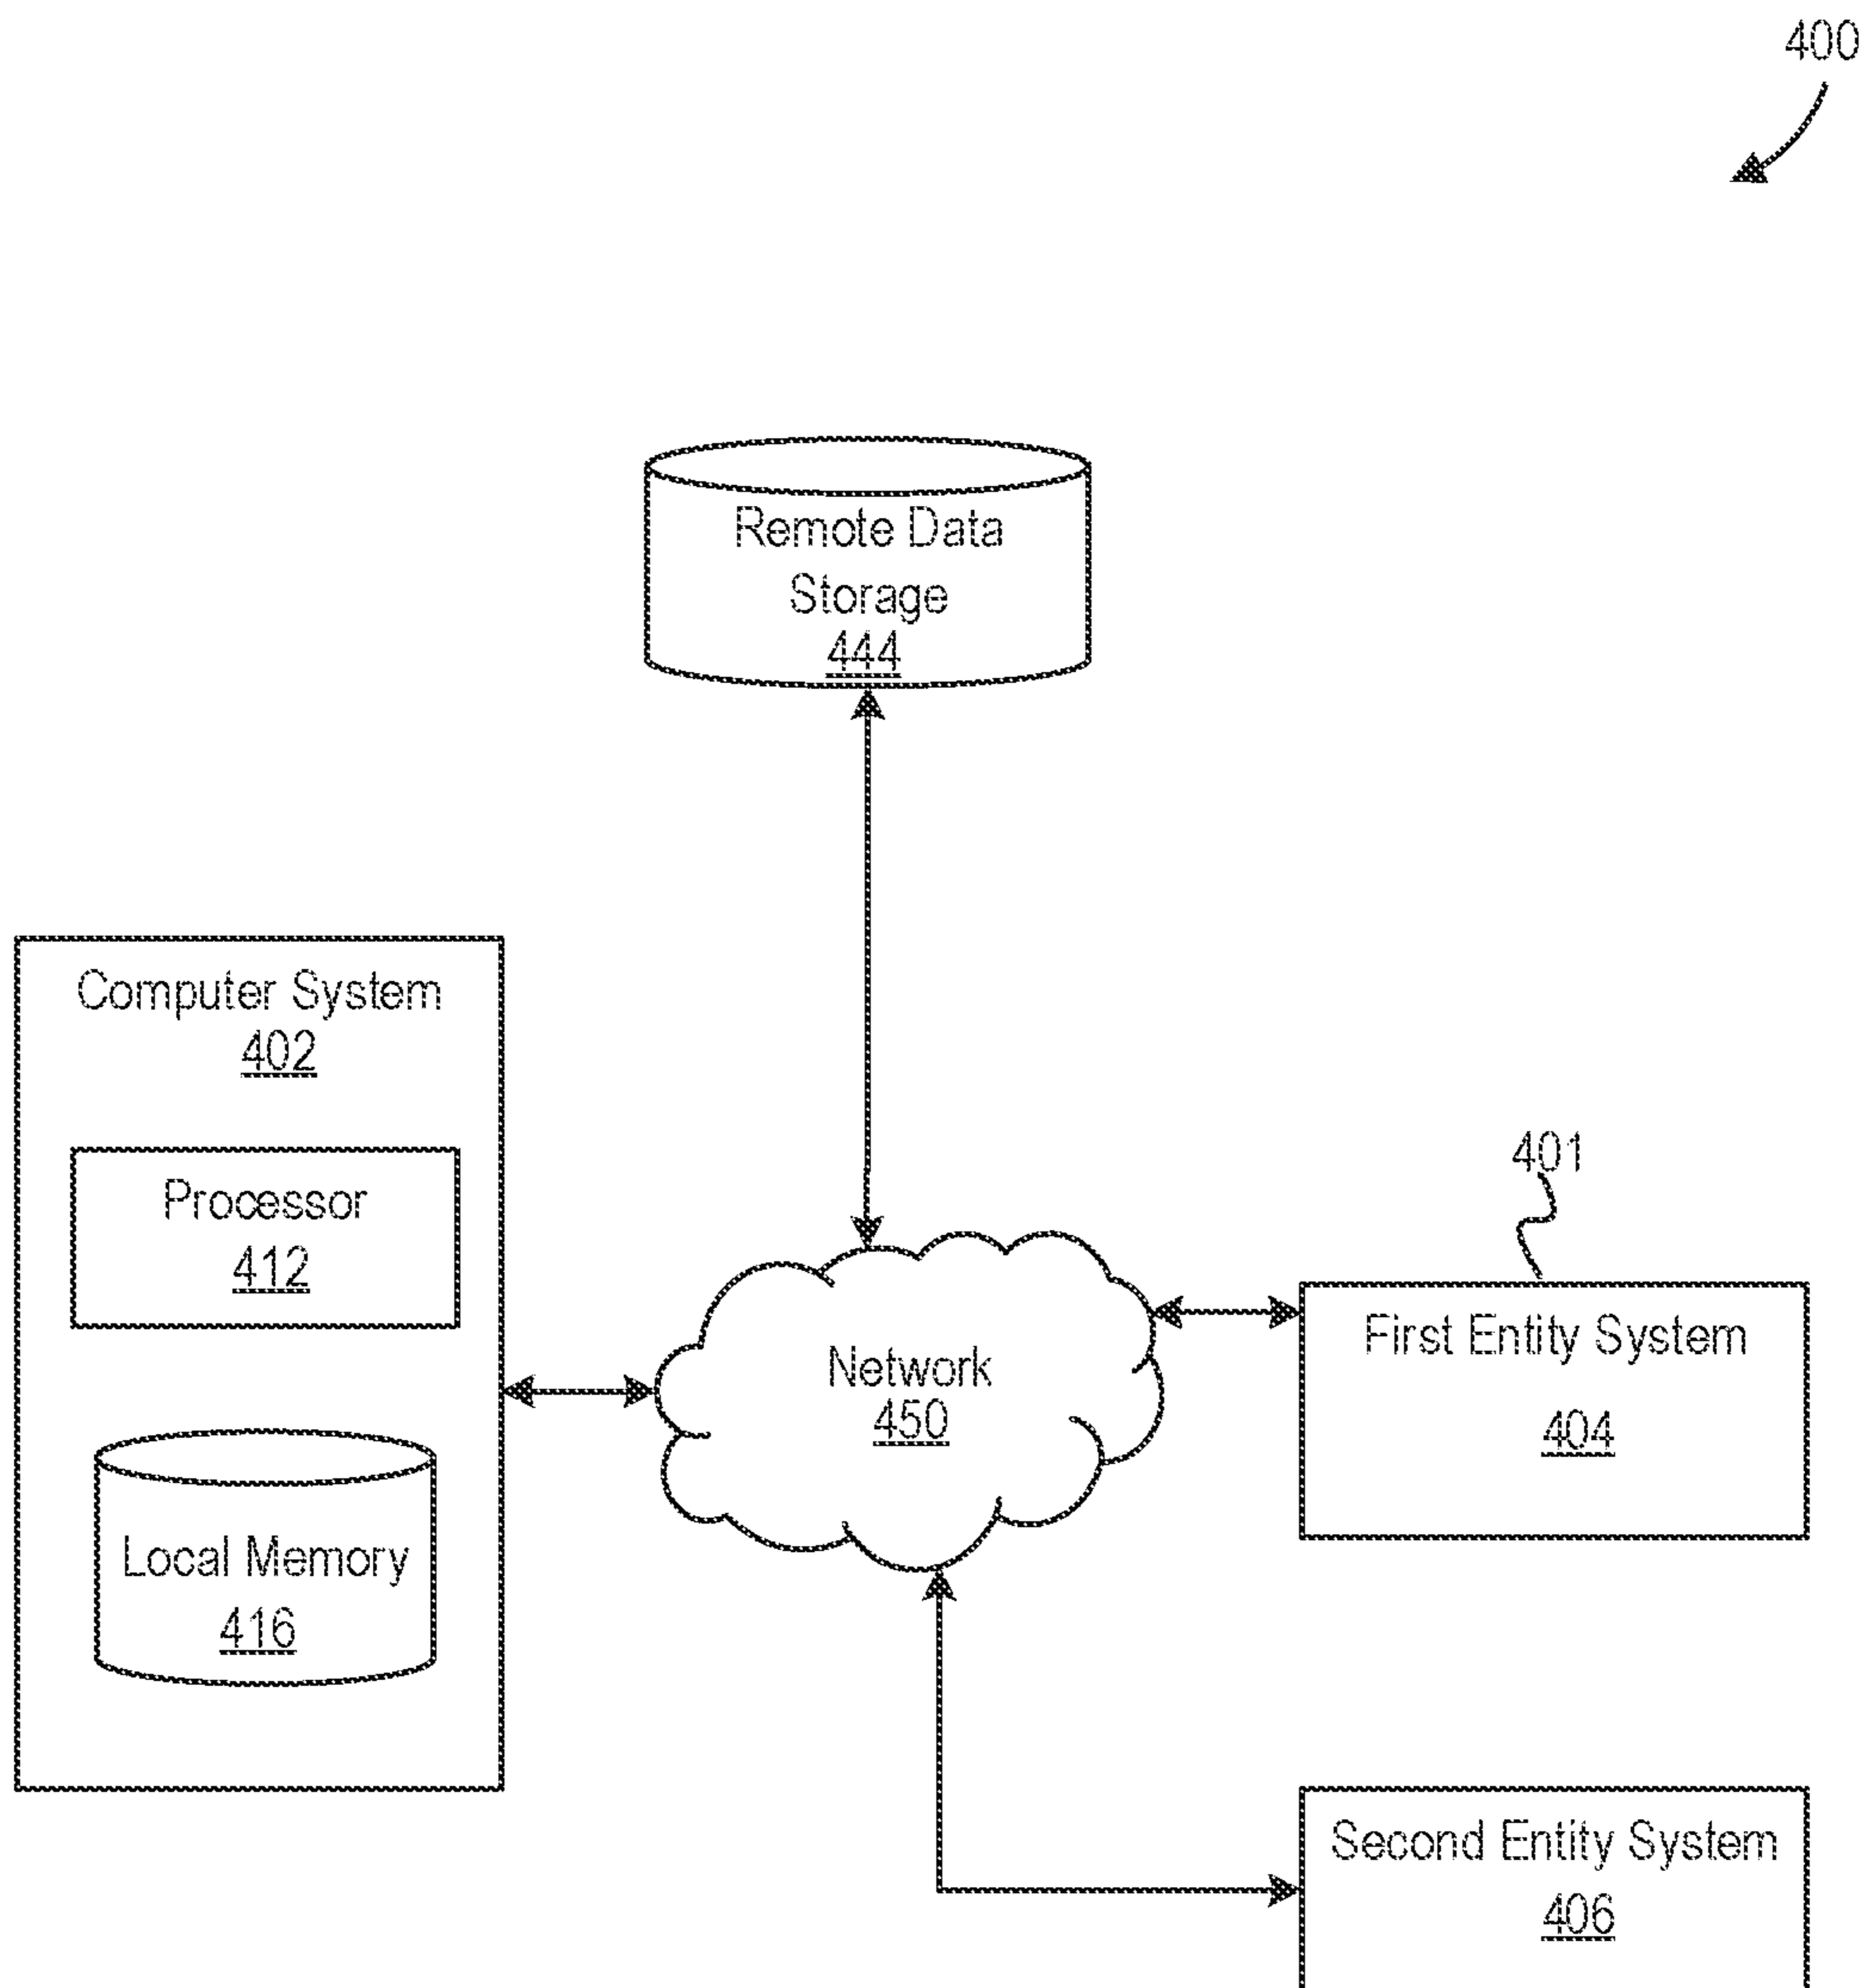 400
Remote Data
Storage
444
Computer System
402
Processor
412
Local Memory
416
Network
450
401
First Entity System
404
Second Entity System
406